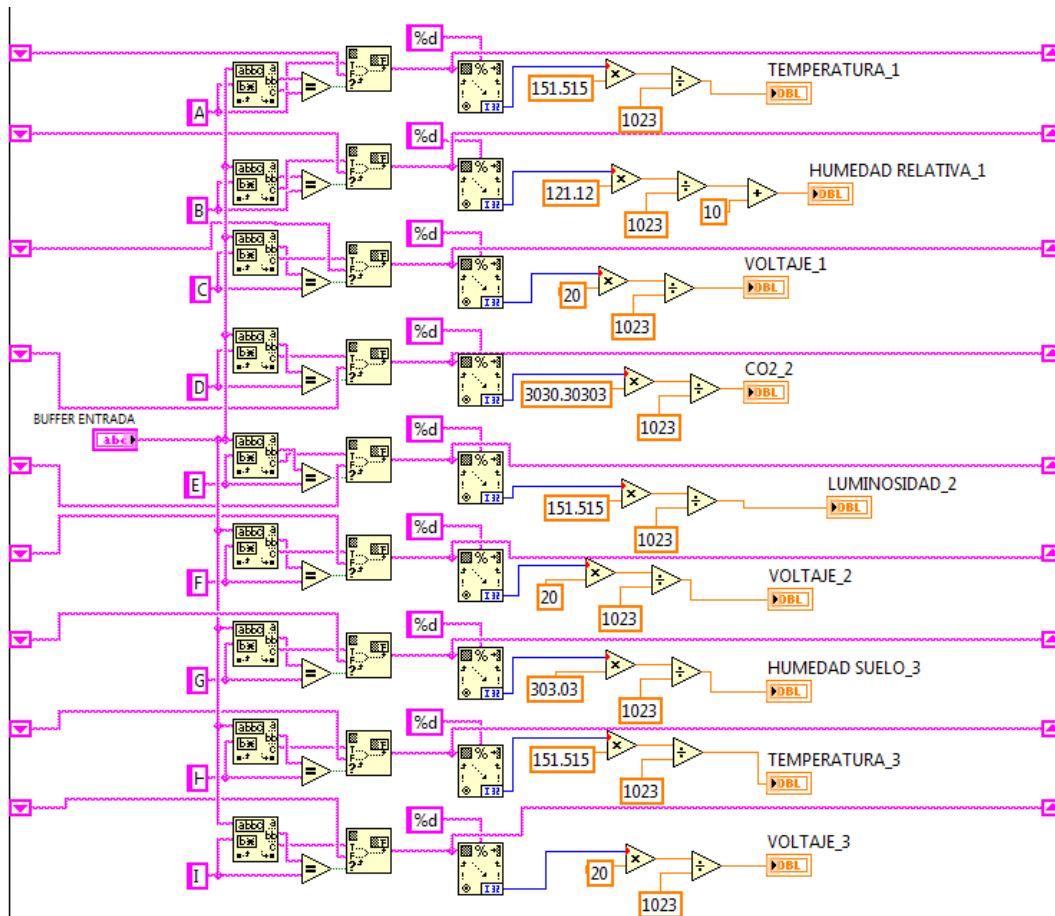 %d
TEMPERATURA_1
151.515
1023
DBL
A
%d
HUMEDAD RELATIVA_1
121.12
1023
10
DBL
B
%d
VOLTAJE_1
20
1023
DBL
C
%d
CO2_2
3030.30303
1023
DBL
D
BUFFER ENTRADA
abc
%d
LUMINOSIDAD_2
151.515
1023
DBL
E
%d
VOLTAJE_2
20
1023
DBL
F
%d
HUMEDAD SUELO_3
303.03
1023
DBL
G
%d
TEMPERATURA_3
151.515
1023
DBL
H
%d
VOLTAJE_3
20
1023
DBL
I